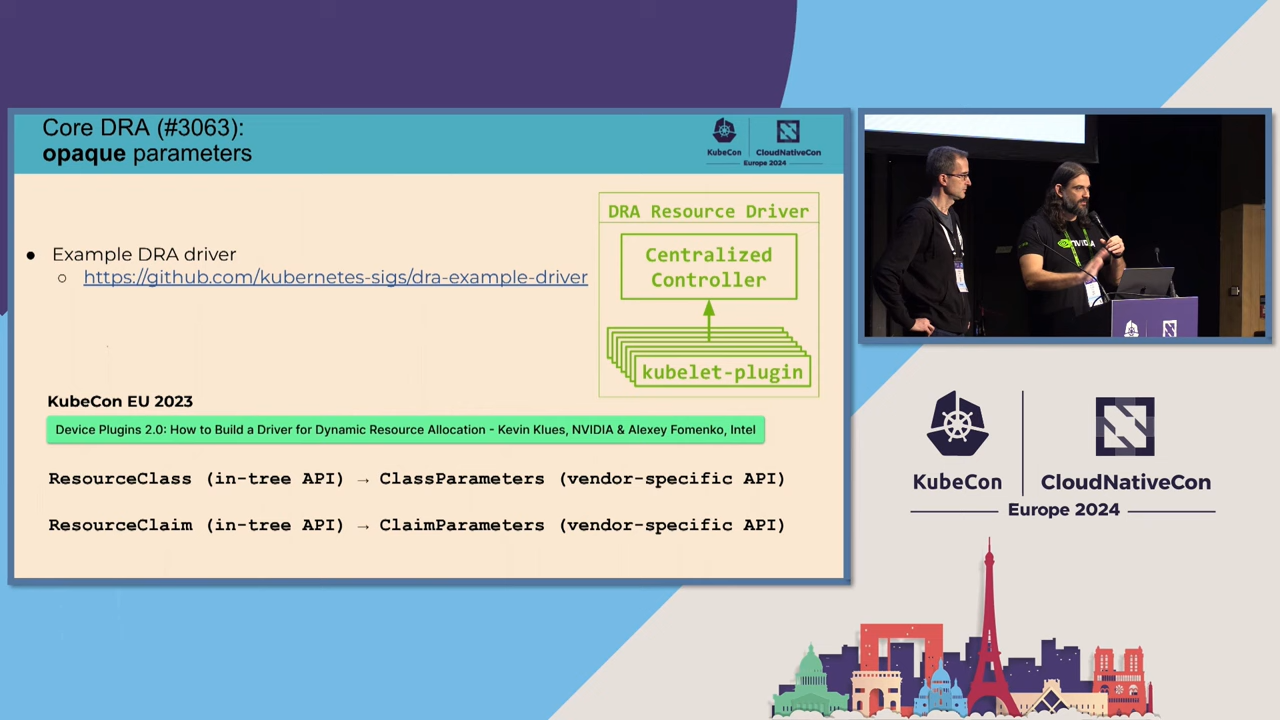 Core DRA (#3063):
opaque parameters
KubeCon
CloudNativeCon
Europe 2024
Example DRA driver
https://github.com/kubernetes-sigs/dra-example-driver
DRA Resource Driver
Centralized
Controller
kubelet-plugin
KubeCon EU 2023
Device Plugins 2.0: How to Build a Driver for Dynamic Resource Allocation - Kevin Klues, NVIDIA & Alexey Fomenko, Intel
ResourceClass (in-tree API) → ClassParameters (vendor-specific API)
ResourceClaim (in-tree API) → ClaimParameters (vendor-specific API)
NVIDIA
KubeCon
CloudNativeCon
Europe 2024